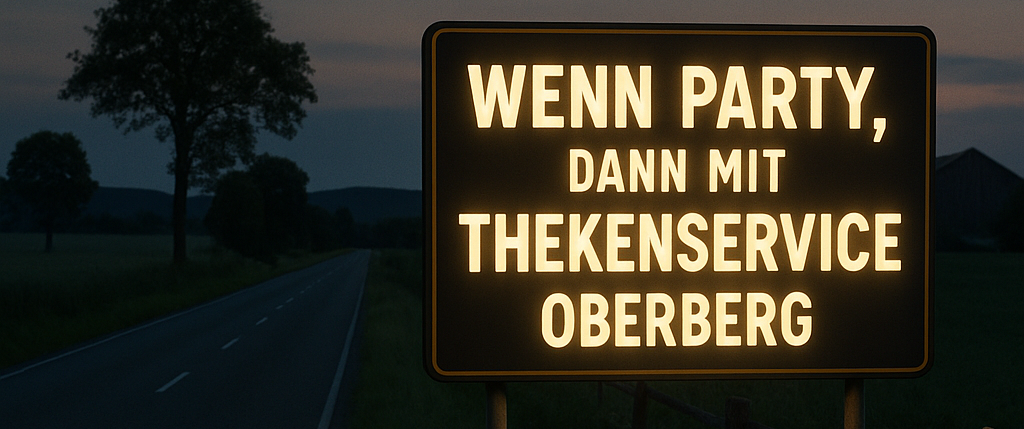 WENN PARTY,
DANN MIT
THEKENSERVICE
OBERBERG